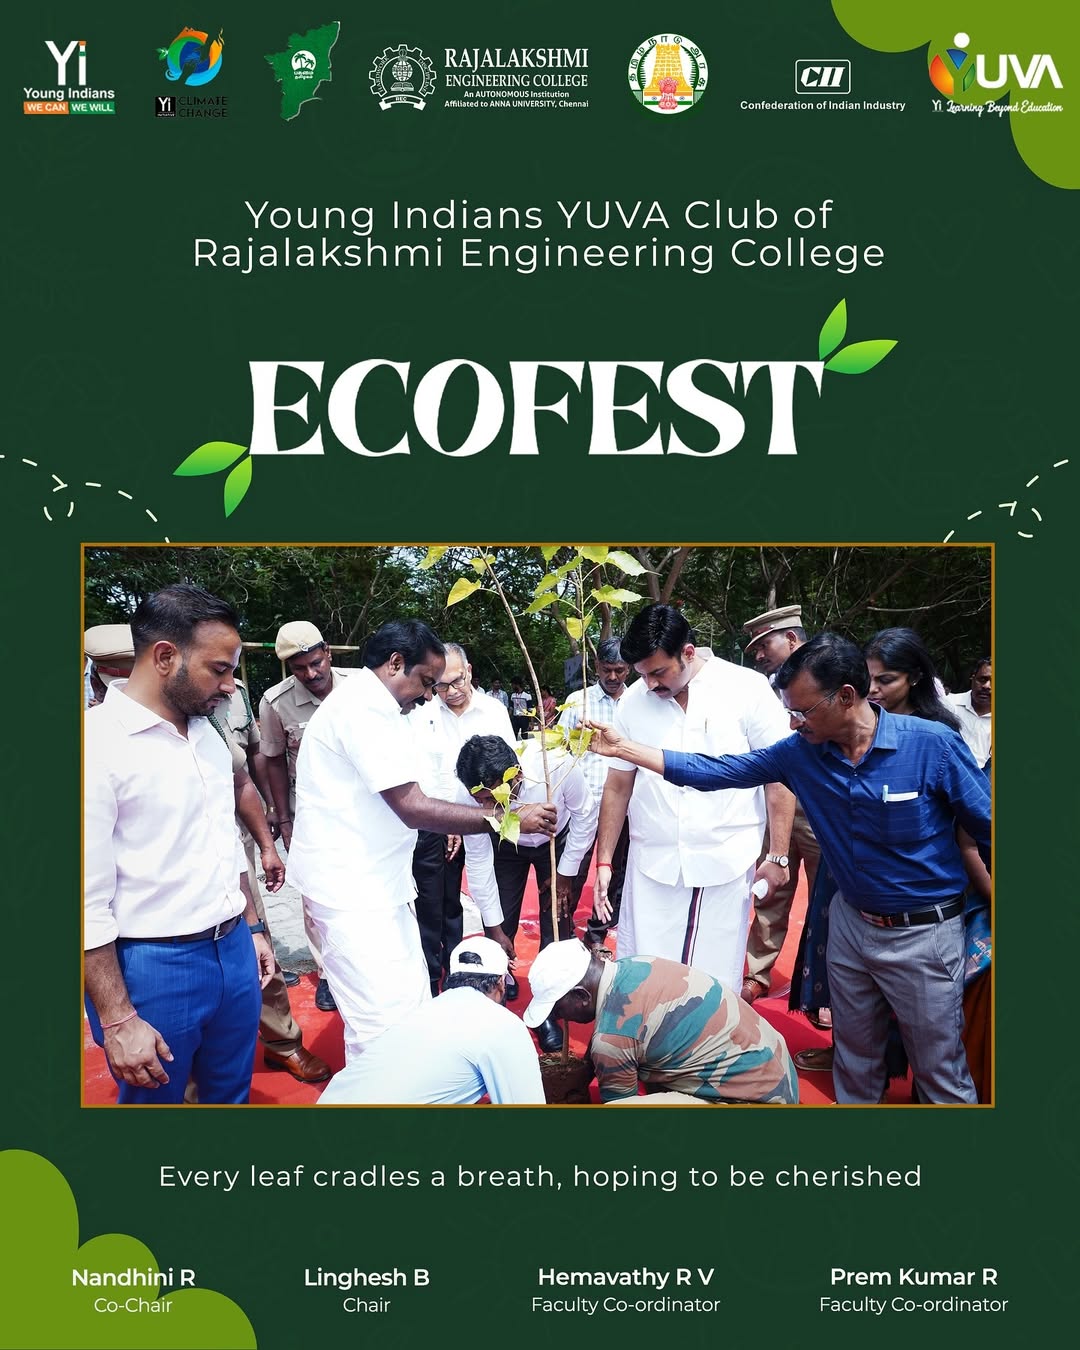 Yi
Young Indians
WE CAN WE WILL
Yi CLIMATE
CHANGE
RAJALAKSHMI
ENGINEERING COLLEGE
An AUTONOMOUS Institution
Affiliated to ANNA UNIVERSITY, Chennai
REC
CII
Confederation of Indian Industry
YUVA
Yi Learning Beyond Education
Young Indians YUVA Club of
Rajalakshmi Engineering College
ECOFEST
Every leaf cradles a breath, hoping to be cherished
Nandhini R
Co-Chair
Linghesh B
Chair
Hemavathy R V
Faculty Co-ordinator
Prem Kumar R
Faculty Co-ordinator